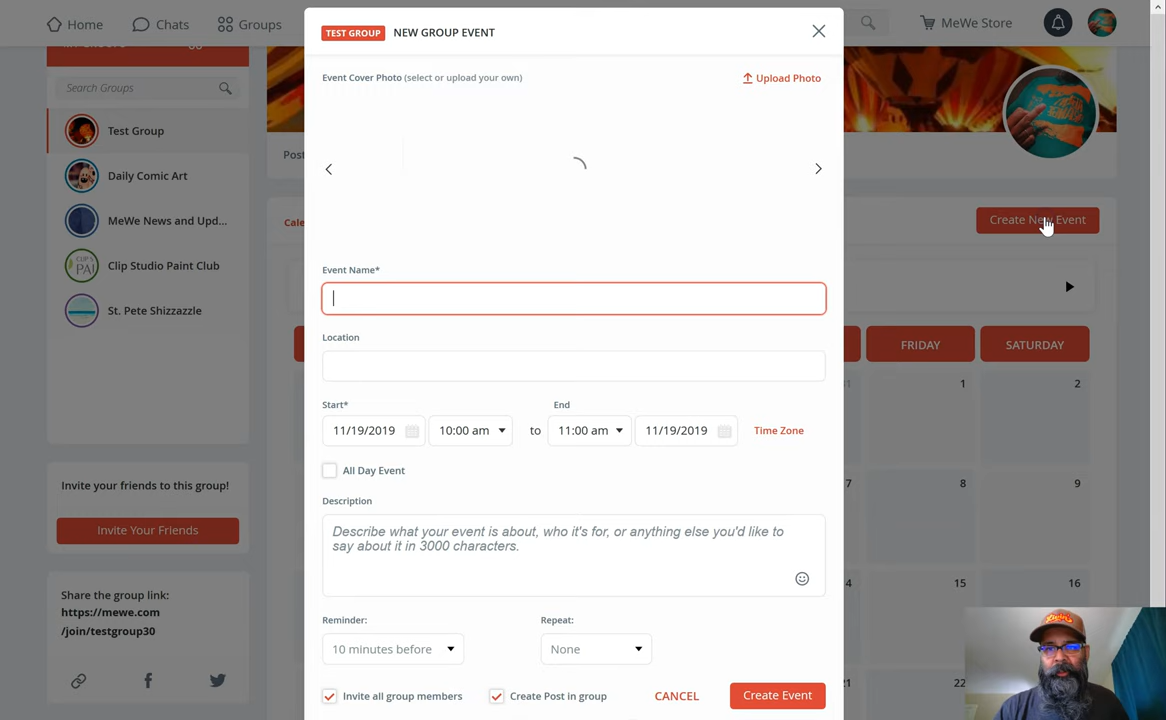 Home
Chats
Groups
MeWe Store
TEST GROUP
NEW GROUP EVENT
Event Cover Photo (select or upload your own)
Upload Photo
Search Groups
Test Group
Daily Comic Art
MeWe News and Upd...
Clip Studio Paint Club
St. Pete Shizzazzle
Create New Event
Event Name*
Location
FRIDAY
SATURDAY
31
1
2
Start*
End
11/19/2019
10:00 am
to
11:00 am
11/19/2019
Time Zone
All Day Event
Invite your friends to this group!
7
8
9
Description
Invite Your Friends
Describe what your event is about, who it's for, or anything else you'd like to
say about it in 3000 characters.
Share the group link:
https://mewe.com
/join/testgroup30
4
15
16
Reminder:
Repeat:
10 minutes before
None
Invite all group members
Create Post in group
CANCEL
Create Event
21
22